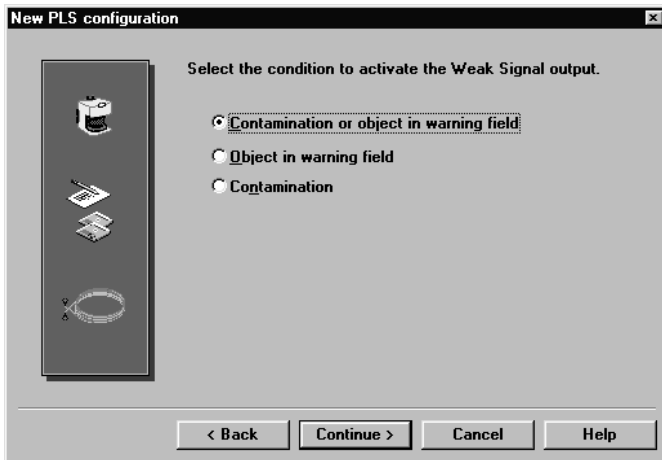 New PLS configuration
Select the condition to activate the Weak Signal output.
Contamination or object in warning field
Object in warning field
Contamination
< Back Continue > Cancel Help